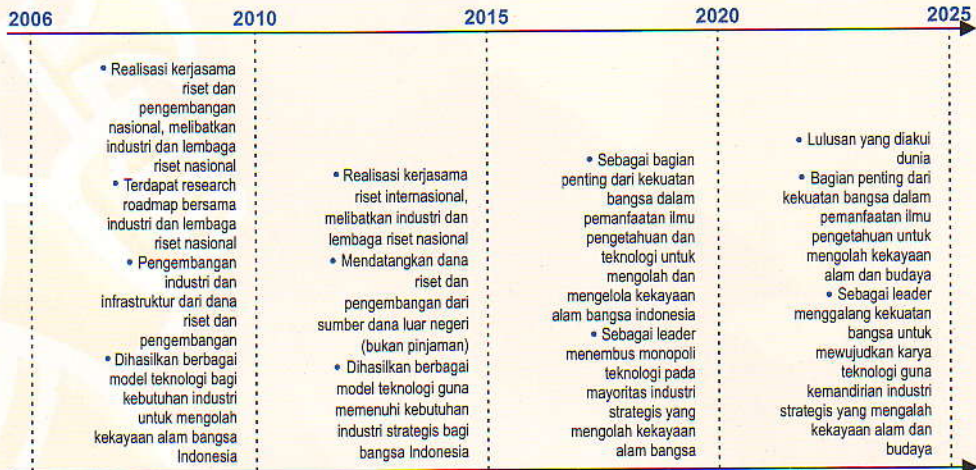 2006 2010 2015 2020 2025
• Realisasi kerjasama
riset dan
pengembangan
nasional, melibatkan
industri dan lembaga
riset nasional
• Terdapat research
roadmap bersama
industri dan lembaga
riset nasional
• Pengembangan
industri dan
infrastruktur dari dana
riset dan
pengembangan
• Dihasilkan berbagai
model teknologi bagi
kebutuhan industri
untuk mengolah
kekayaan alam bangsa
Indonesia
• Realisasi kerjasama
riset internasional,
melibatkan industri dan
lembaga riset nasional
• Mendatangkan dana
riset dan
pengembangan dari
sumber dana luar negeri
(bukan pinjaman)
• Dihasilkan berbagai
model teknologi guna
memenuhi kebutuhan
industri strategis bagi
bangsa Indonesia
• Sebagai bagian
penting dari kekuatan
bangsa dalam
pemanfaatan ilmu
pengetahuan dan
teknologi untuk
mengolah dan
mengelola kekayaan
alam bangsa indonesia
• Sebagai leader
menembus monopoli
teknologi pada
mayoritas industri
strategis yang
mengolah kekayaan
alam bangsa
• Lulusan yang diakui
dunia
• Bagian penting dari
kekuatan bangsa dalam
pemanfaatan ilmu
pengetahuan untuk
mengolah kekayaan
alam dan budaya
• Sebagai leader
menggalang kekuatan
bangsa untuk
mewujudkan karya
teknologi guna
kemandirian industri
strategis yang mengalah
kekayaan alam dan
budaya